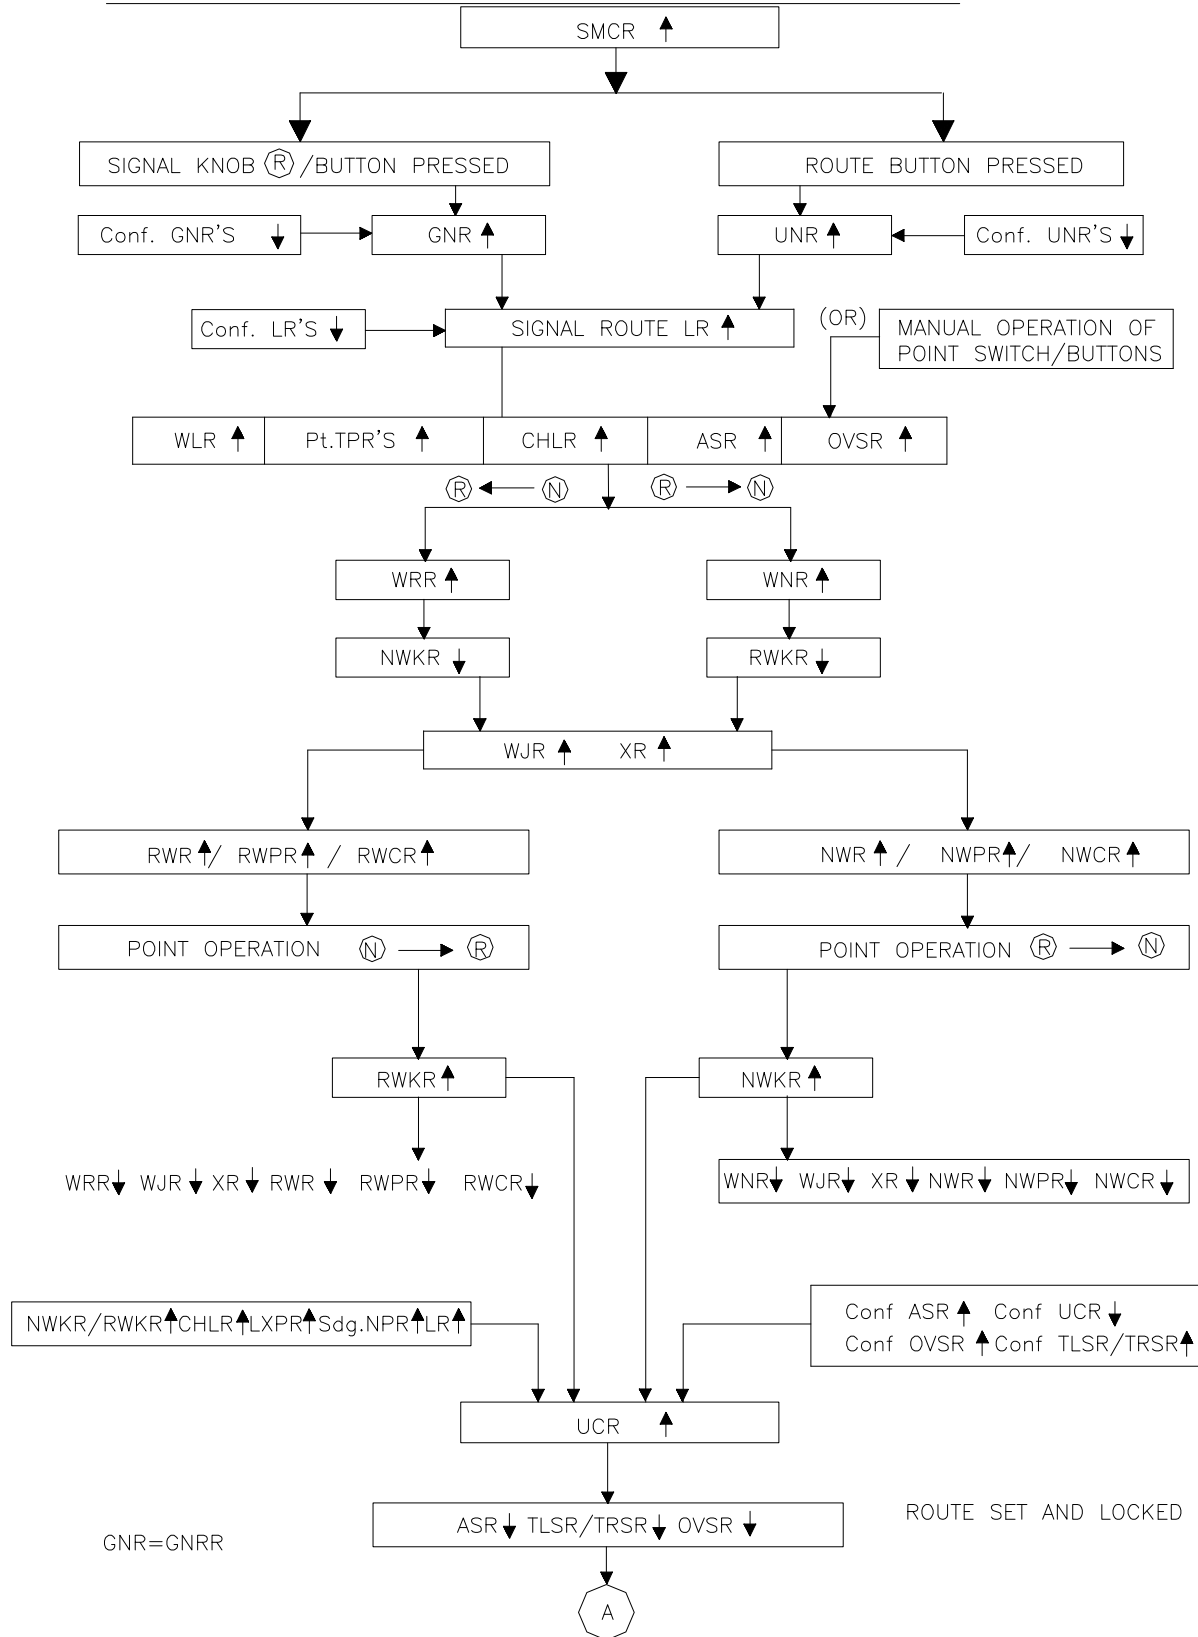 SMCR ↑
SIGNAL KNOB Ⓡ /BUTTON PRESSED
ROUTE BUTTON PRESSED
Conf. GNR'S ↓
GNR ↑
UNR ↑
Conf. UNR'S ↓
Conf. LR'S ↓
SIGNAL ROUTE LR ↑
(OR)
MANUAL OPERATION OF
POINT SWITCH/BUTTONS
WLR ↑ Pt.TPR'S ↑ CHLR ↑ ASR ↑ OVSR ↑
Ⓡ ← Ⓝ Ⓡ → Ⓝ
WRR ↑
WNR ↑
NWKR ↓
RWKR ↓
WJR ↑ XR ↑
RWR ↑/ RWPR ↑ / RWCR ↑
NWR ↑ / NWPR ↑/ NWCR ↑
POINT OPERATION Ⓝ → Ⓡ
POINT OPERATION Ⓡ → Ⓝ
RWKR ↑
NWKR ↑
WRR ↓ WJR ↓ XR ↓ RWR ↓ RWPR ↓ RWCR ↓
WNR ↓ WJR ↓ XR ↓ NWR ↓ NWPR ↓ NWCR ↓
NWKR/RWKR ↑ CHLR ↑ LXPR ↑ Sdg.NPR ↑ LR ↑
Conf ASR ↑ Conf UCR ↓
Conf OVSR ↑ Conf TLSR/TRSR ↑
UCR ↑
ASR ↓ TLSR/TRSR ↓ OVSR ↓
ROUTE SET AND LOCKED
GNR=GNRR
A